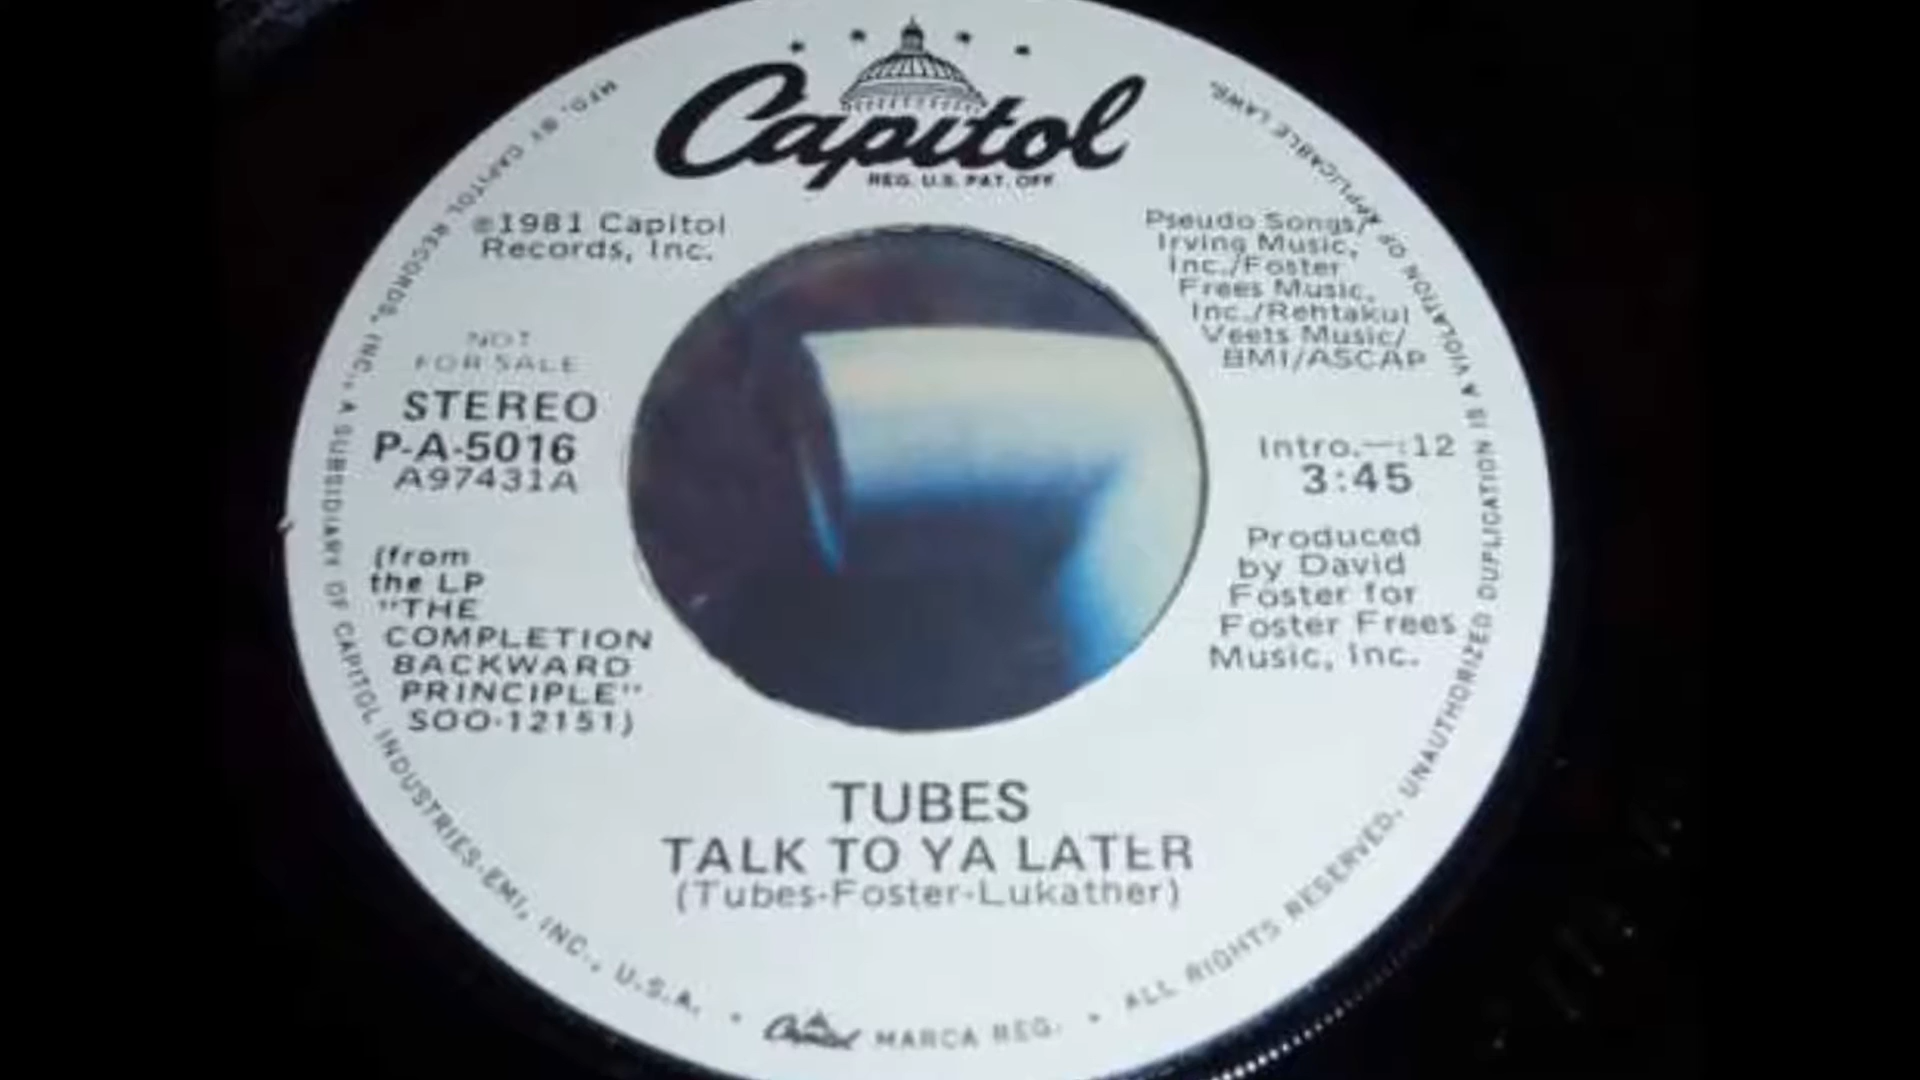 Capitol
REG. U.S. PAT. OFF
℗1981 Capitol
Records, Inc.
NOT
FOR SALE
STEREO
P-A-5016
A97431A
(from
the LP
"THE
COMPLETION
BACKWARD
PRINCIPLE"
SOO-12151)
Pseudo Songs/
Irving Music,
Inc./Foster
Frees Music,
Inc./Rehtakul
Veets Music/
BMI/ASCAP
Intro.—:12
3:45
Produced
by David
Foster for
Foster Frees
Music, Inc.
TUBES
TALK TO YA LATER
(Tubes-Foster-Lukather)
MFD. BY CAPITOL RECORDS, INC., A SUBSIDIARY OF CAPITOL INDUSTRIES-EMI, INC., U.S.A. • Capitol MARCA REG. • ALL RIGHTS RESERVED. UNAUTHORIZED DUPLICATION IS A VIOLATION OF APPLICABLE LAWS.